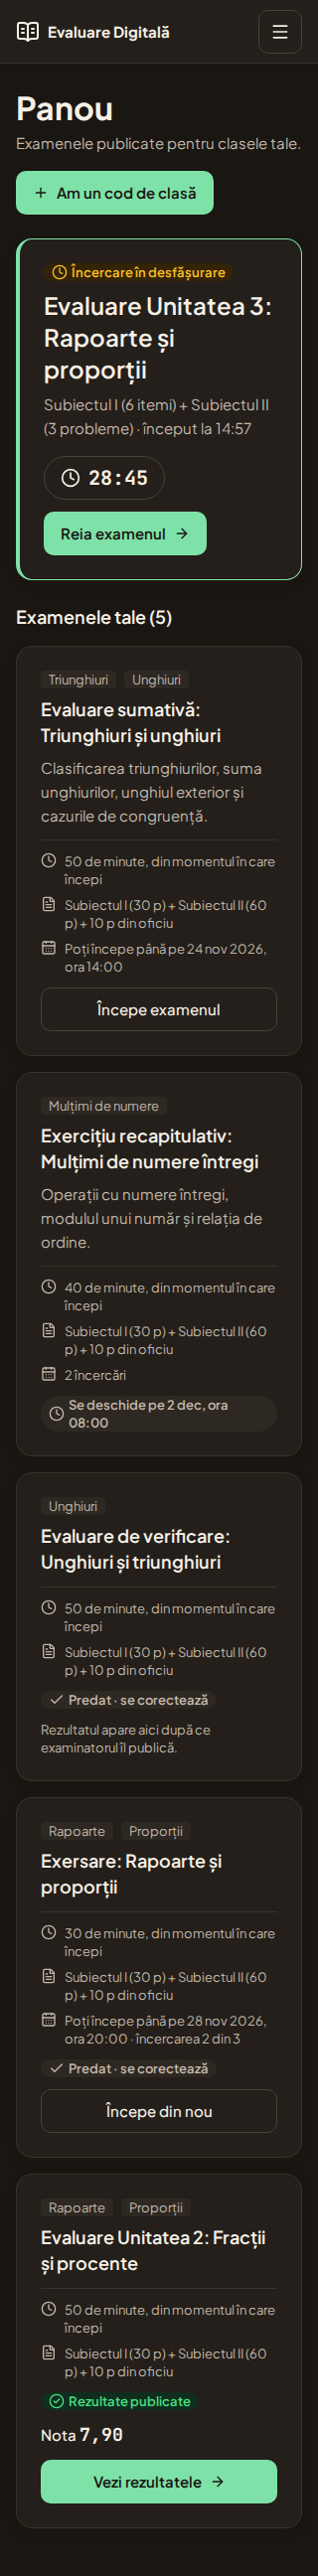 Evaluare Digitală
Panou
Examenele publicate pentru clasele tale.
Am un cod de clasă
Încercare în desfășurare
Evaluare Unitatea 3:
Rapoarte și
proporții
Subiectul I (6 itemi) + Subiectul II
(3 probleme) · început la 14:57
28:45
Reia examenul
Examenele tale (5)
Triunghiuri Unghiuri
Evaluare sumativă:
Triunghiuri și unghiuri
Clasificarea triunghiurilor, suma
unghiurilor, unghiul exterior și
cazurile de congruență.
50 de minute, din momentul în care
începi
Subiectul I (30 p) + Subiectul II (60
p) + 10 p din oficiu
Poți începe până pe 24 nov 2026,
ora 14:00
Începe examenul
Mulțimi de numere
Exercițiu recapitulativ:
Mulțimi de numere întregi
Operații cu numere întregi,
modulul unui număr și relația de
ordine.
40 de minute, din momentul în care
începi
Subiectul I (30 p) + Subiectul II (60
p) + 10 p din oficiu
2 încercări
Se deschide pe 2 dec, ora
08:00
Unghiuri
Evaluare de verificare:
Unghiuri și triunghiuri
50 de minute, din momentul în care
începi
Subiectul I (30 p) + Subiectul II (60
p) + 10 p din oficiu
Predat · se corectează
Rezultatul apare aici după ce
examinatorul îl publică.
Rapoarte Proporții
Exersare: Rapoarte și
proporții
30 de minute, din momentul în care
începi
Subiectul I (30 p) + Subiectul II (60
p) + 10 p din oficiu
Poți începe până pe 28 nov 2026,
ora 20:00 · încercarea 2 din 3
Predat · se corectează
Începe din nou
Rapoarte Proporții
Evaluare Unitatea 2: Fracții
și procente
50 de minute, din momentul în care
începi
Subiectul I (30 p) + Subiectul II (60
p) + 10 p din oficiu
Rezultate publicate
Nota 7,90
Vezi rezultatele